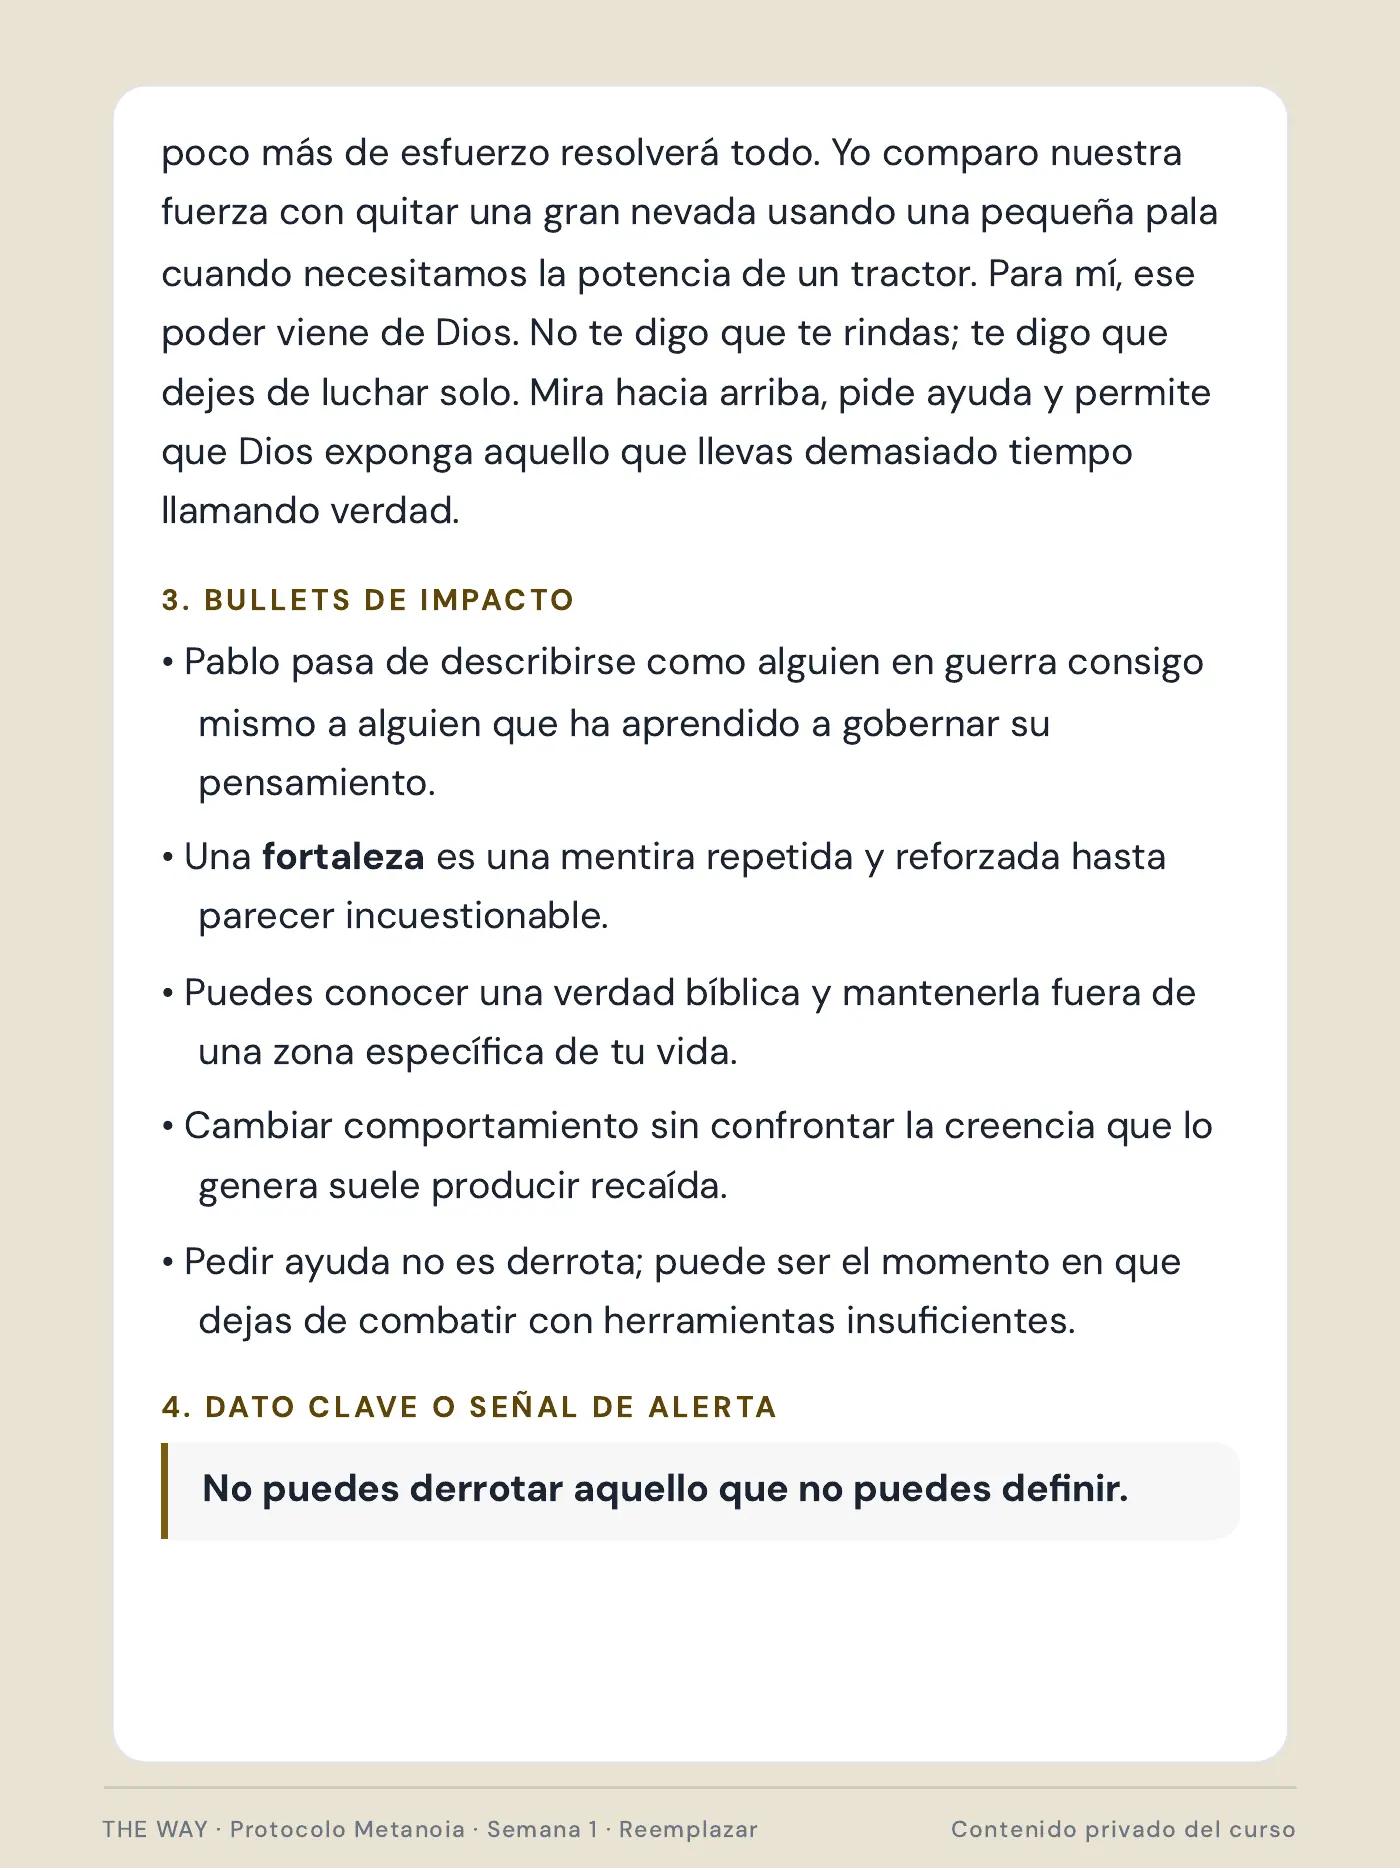 poco más de esfuerzo resolverá todo. Yo comparo nuestra
fuerza con quitar una gran nevada usando una pequeña pala
cuando necesitamos la potencia de un tractor. Para mí, ese
poder viene de Dios. No te digo que te rindas; te digo que
dejes de luchar solo. Mira hacia arriba, pide ayuda y permite
que Dios exponga aquello que llevas demasiado tiempo
llamando verdad.
3. BULLETS DE IMPACTO
• Pablo pasa de describirse como alguien en guerra consigo
mismo a alguien que ha aprendido a gobernar su
pensamiento.
• Una fortaleza es una mentira repetida y reforzada hasta
parecer incuestionable.
• Puedes conocer una verdad bíblica y mantenerla fuera de
una zona específica de tu vida.
• Cambiar comportamiento sin confrontar la creencia que lo
genera suele producir recaída.
• Pedir ayuda no es derrota; puede ser el momento en que
dejas de combatir con herramientas insuficientes.
4. DATO CLAVE O SEÑAL DE ALERTA
No puedes derrotar aquello que no puedes definir.
THE WAY · Protocolo Metanoia · Semana 1 · Reemplazar
Contenido privado del curso